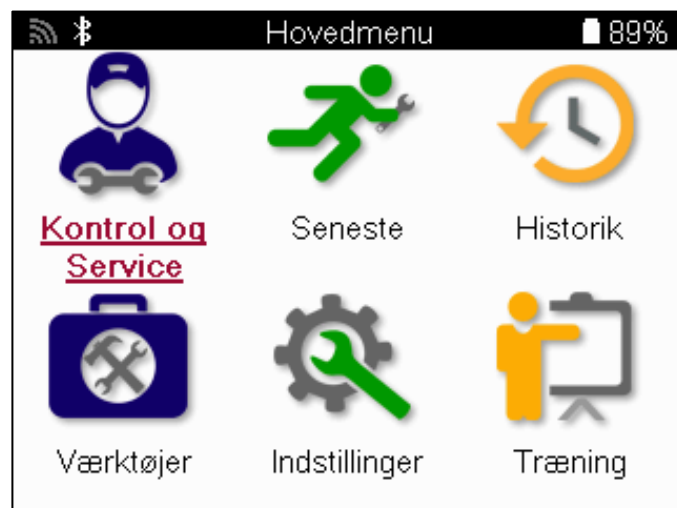 Hovedmenu 89%
Kontrol og
Service
Seneste
Historik
Værktøjer
Indstillinger
Træning